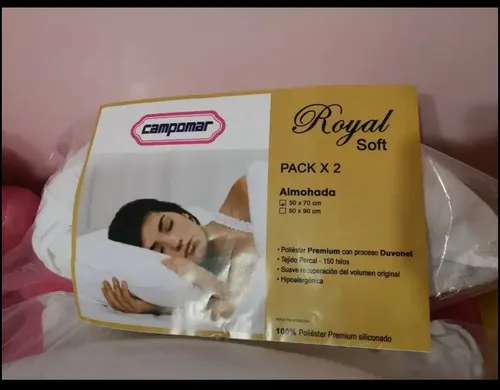 campomar
Royal
Soft
PACK X 2
Almohada
50 x 70 cm
50 x 90 cm
• Poliéster Premium con proceso Duvonet
• Tejido Percal - 150 hilos
• Suave recuperación del volumen original
• Hipoalergénica
100% Poliéster Premium siliconado